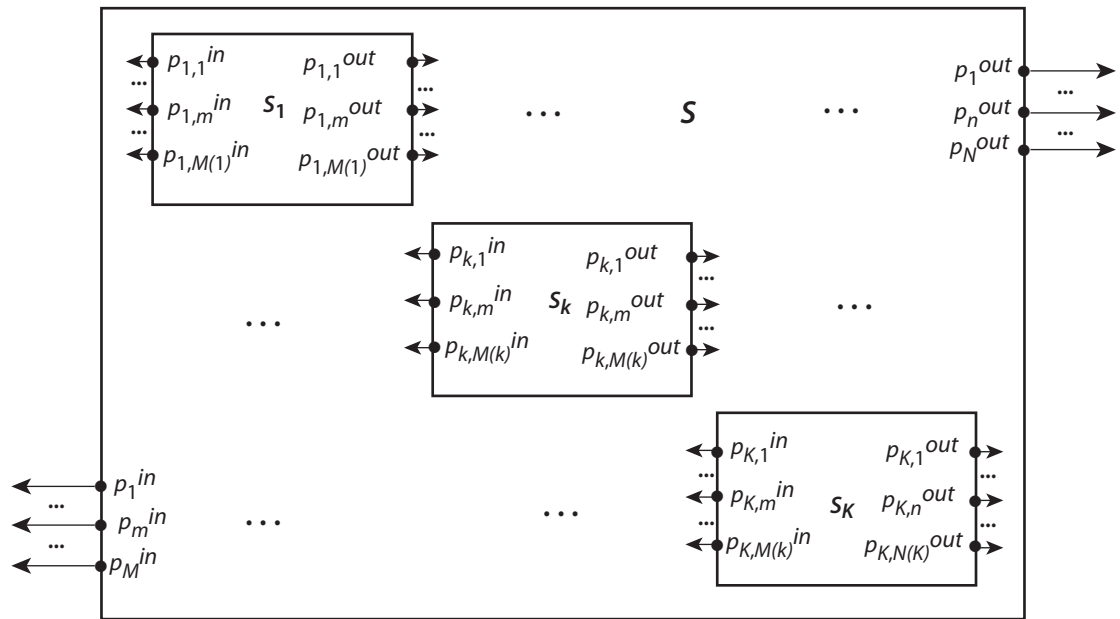 p1,1in p1,1out
...
...
p1,min S1 p1,mout
...
...
p1,M(1)in p1,M(1)out
... S ...
p1out
...
pnout
...
pNout
pk,1in pk,1out
...
pk,min Sk pk,mout
...
pk,M(k)in pk,M(k)out
... ...
pK,1in pK,1out
...
...
pK,min SK pK,nout
...
...
pK,M(k)in pK,N(K)out
p1in
...
pmin
...
pMin
... ...